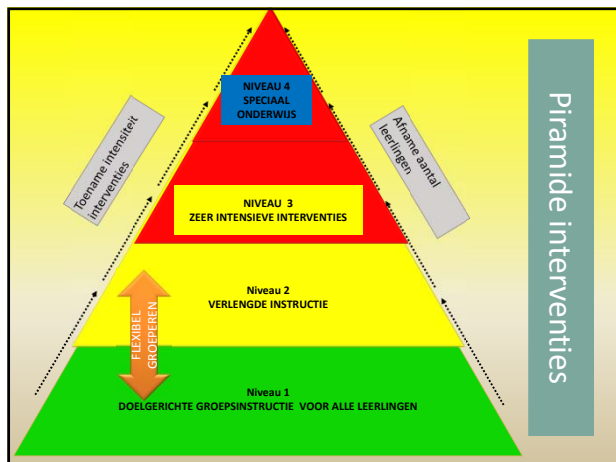 NIVEAU 4
SPECIAAL
ONDERWIJS
Toename intensiteit
interventies
Afname aantal
leerlingen
NIVEAU 3
ZEER INTENSIEVE INTERVENTIES
Niveau 2
VERLENGDE INSTRUCTIE
FLEXIBEL
GROEPEREN
Niveau 1
DOELGERICHTE GROEPSINSTRUCTIE VOOR ALLE LEERLINGEN
Piramide interventies